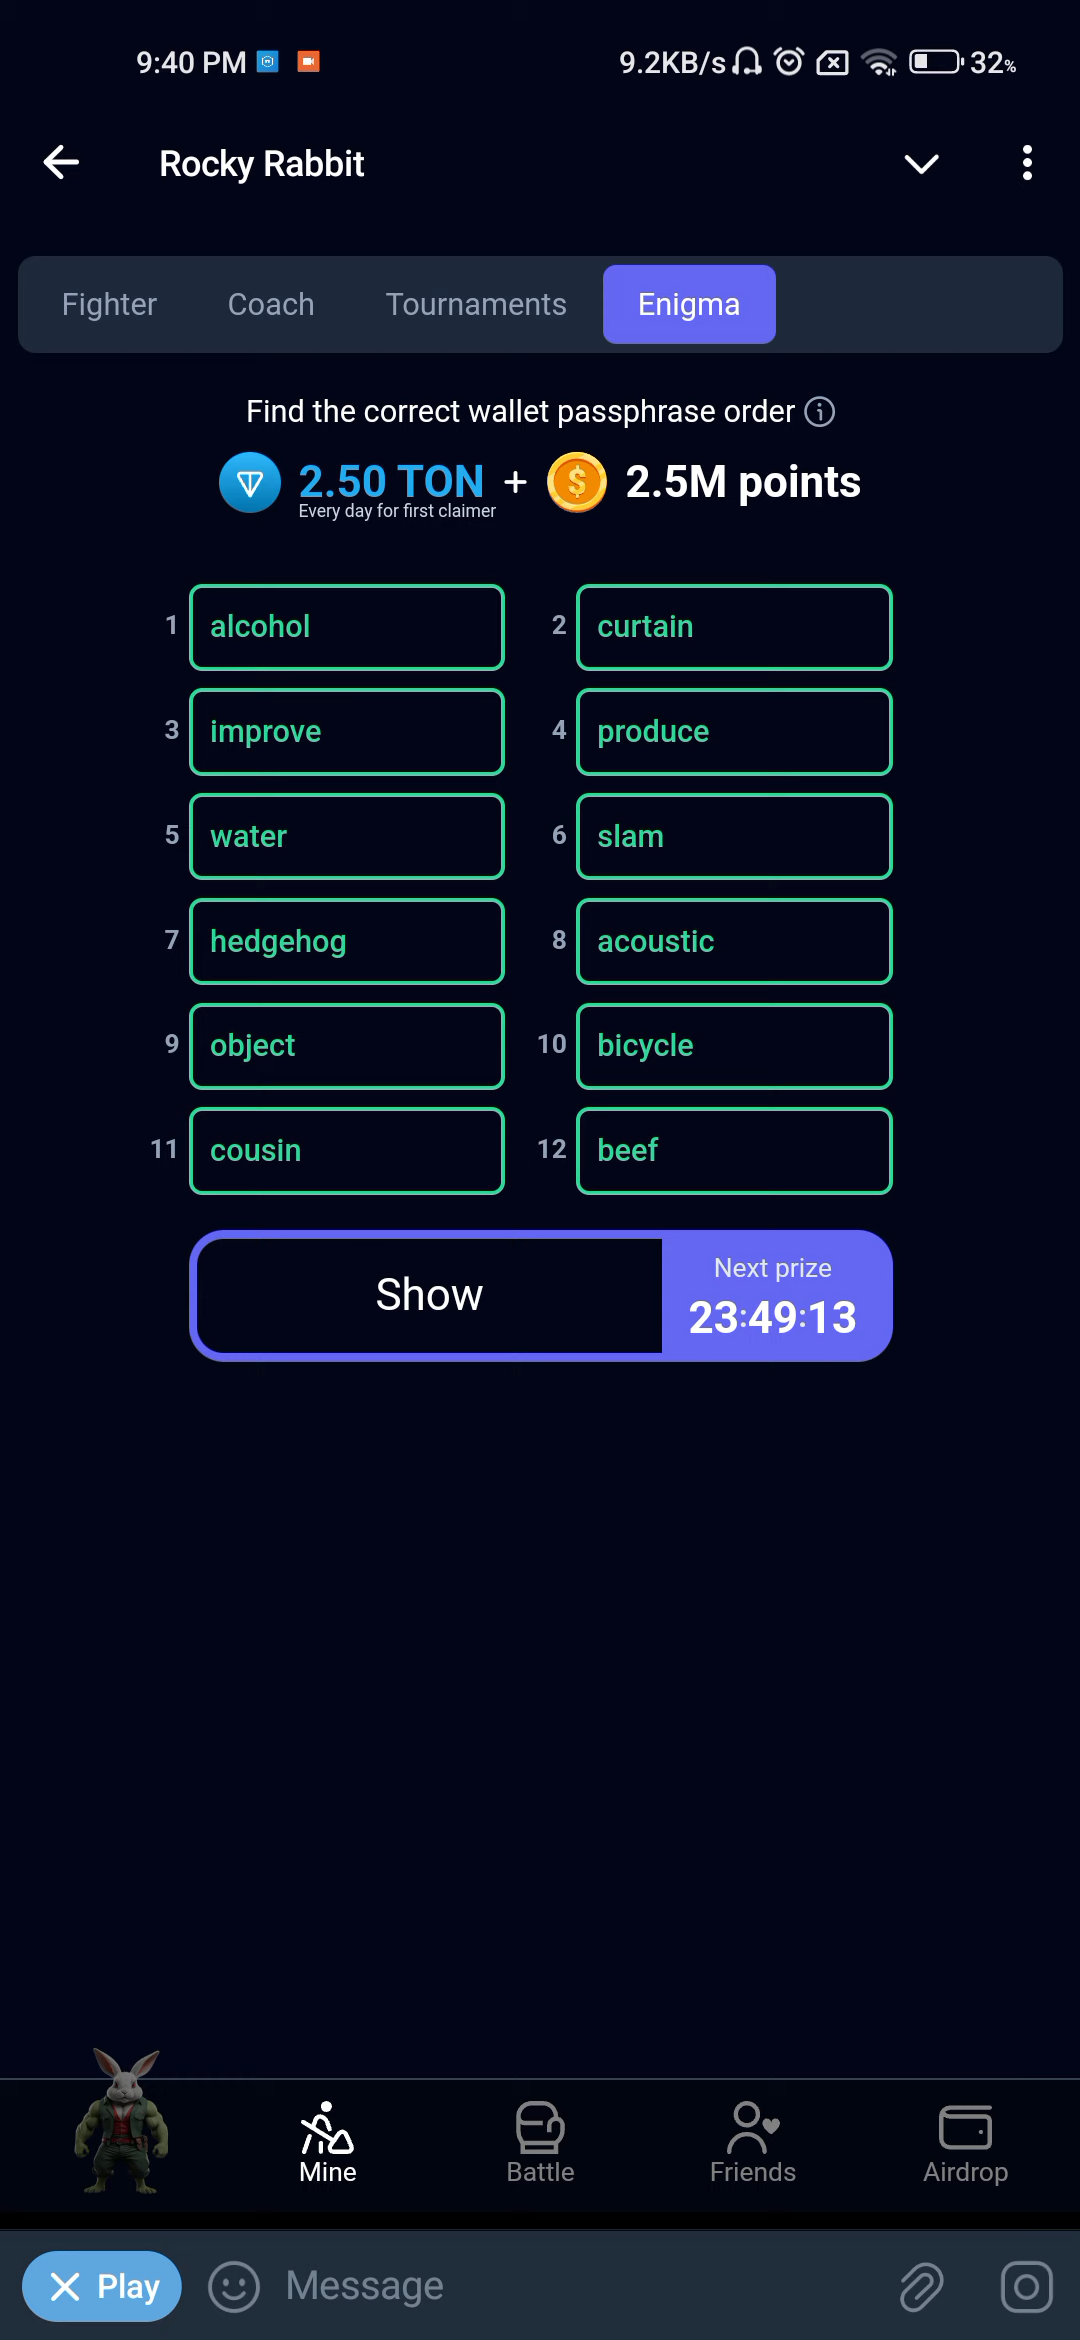 9:40 PM 9.2KB/s 32%
Rocky Rabbit
Fighter Coach Tournaments Enigma
Find the correct wallet passphrase order
2.50 TON + 2.5M points
Every day for first claimer
1 alcohol 2 curtain
3 improve 4 produce
5 water 6 slam
7 hedgehog 8 acoustic
9 object 10 bicycle
11 cousin 12 beef
Show Next prize
23:49:13
Mine Battle Friends Airdrop
Play Message